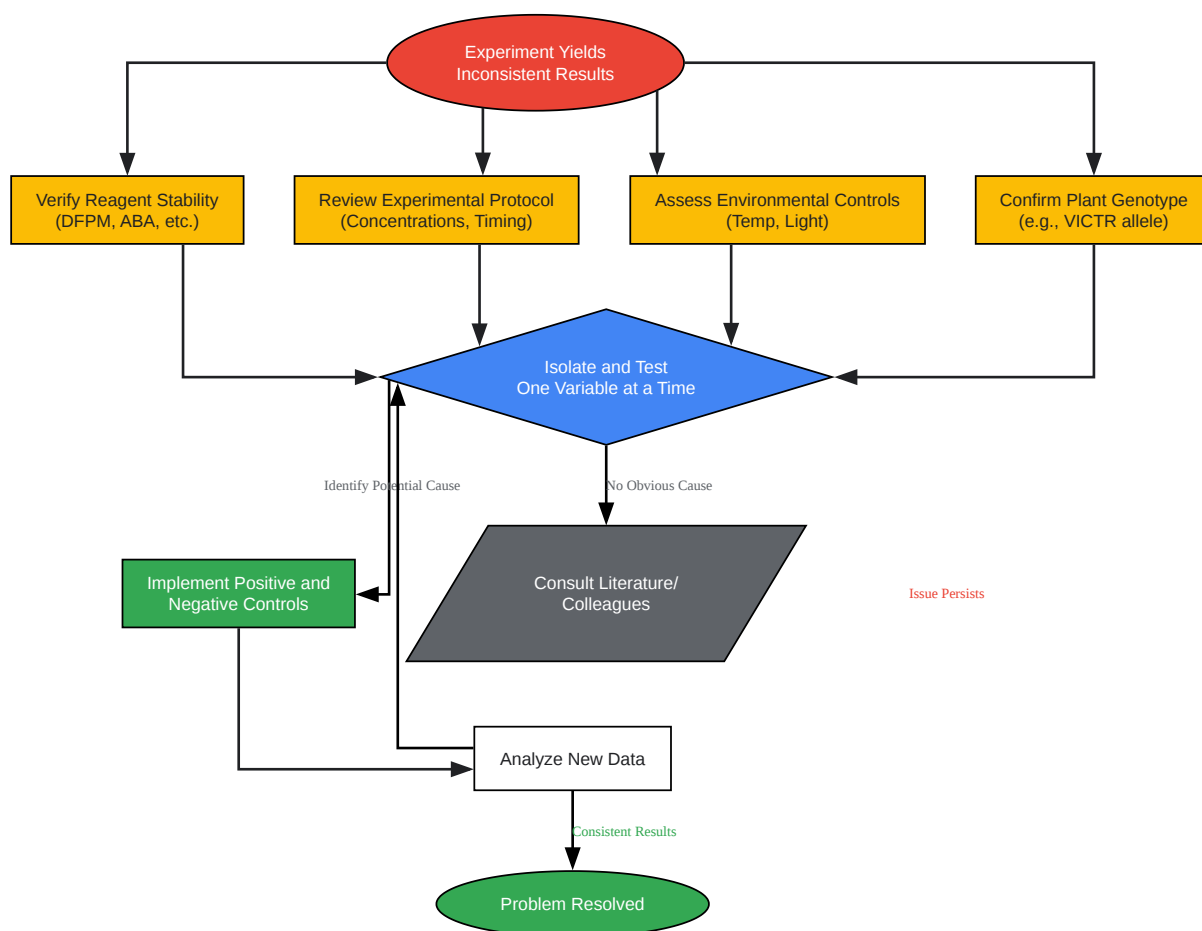 Experiment Yields
Inconsistent Results
Verify Reagent Stability
(DFPM, ABA, etc.)
Review Experimental Protocol
(Concentrations, Timing)
Assess Environmental Controls
(Temp, Light)
Confirm Plant Genotype
(e.g., VICTR allele)
Isolate and Test
One Variable at a Time
Identify Potential Cause
No Obvious Cause
Implement Positive and
Negative Controls
Consult Literature/
Colleagues
Issue Persists
Analyze New Data
Consistent Results
Problem Resolved